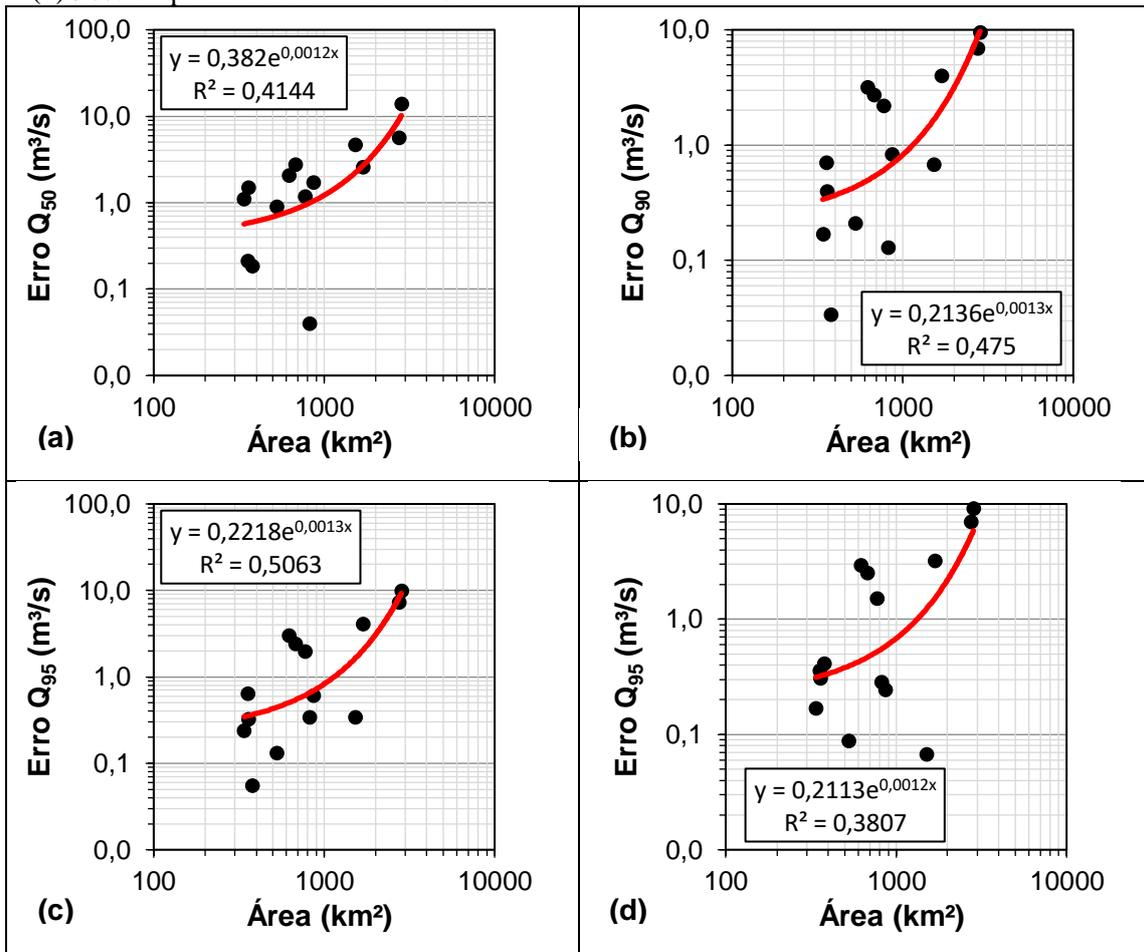 100,0
10,0
1,0
0,1
0,0
Erro Q50 (m³/s)
y = 0,382e^0,0012x
R² = 0,4144
100 1000 10000
(a) Área (km²)
10,0
1,0
0,1
0,0
Erro Q90 (m³/s)
y = 0,2136e^0,0013x
R² = 0,475
100 1000 10000
(b) Área (km²)
100,0
10,0
1,0
0,1
0,0
Erro Q95 (m³/s)
y = 0,2218e^0,0013x
R² = 0,5063
100 1000 10000
(c) Área (km²)
10,0
1,0
0,1
0,0
Erro Q95 (m³/s)
y = 0,2113e^0,0012x
R² = 0,3807
100 1000 10000
(d) Área (km²)